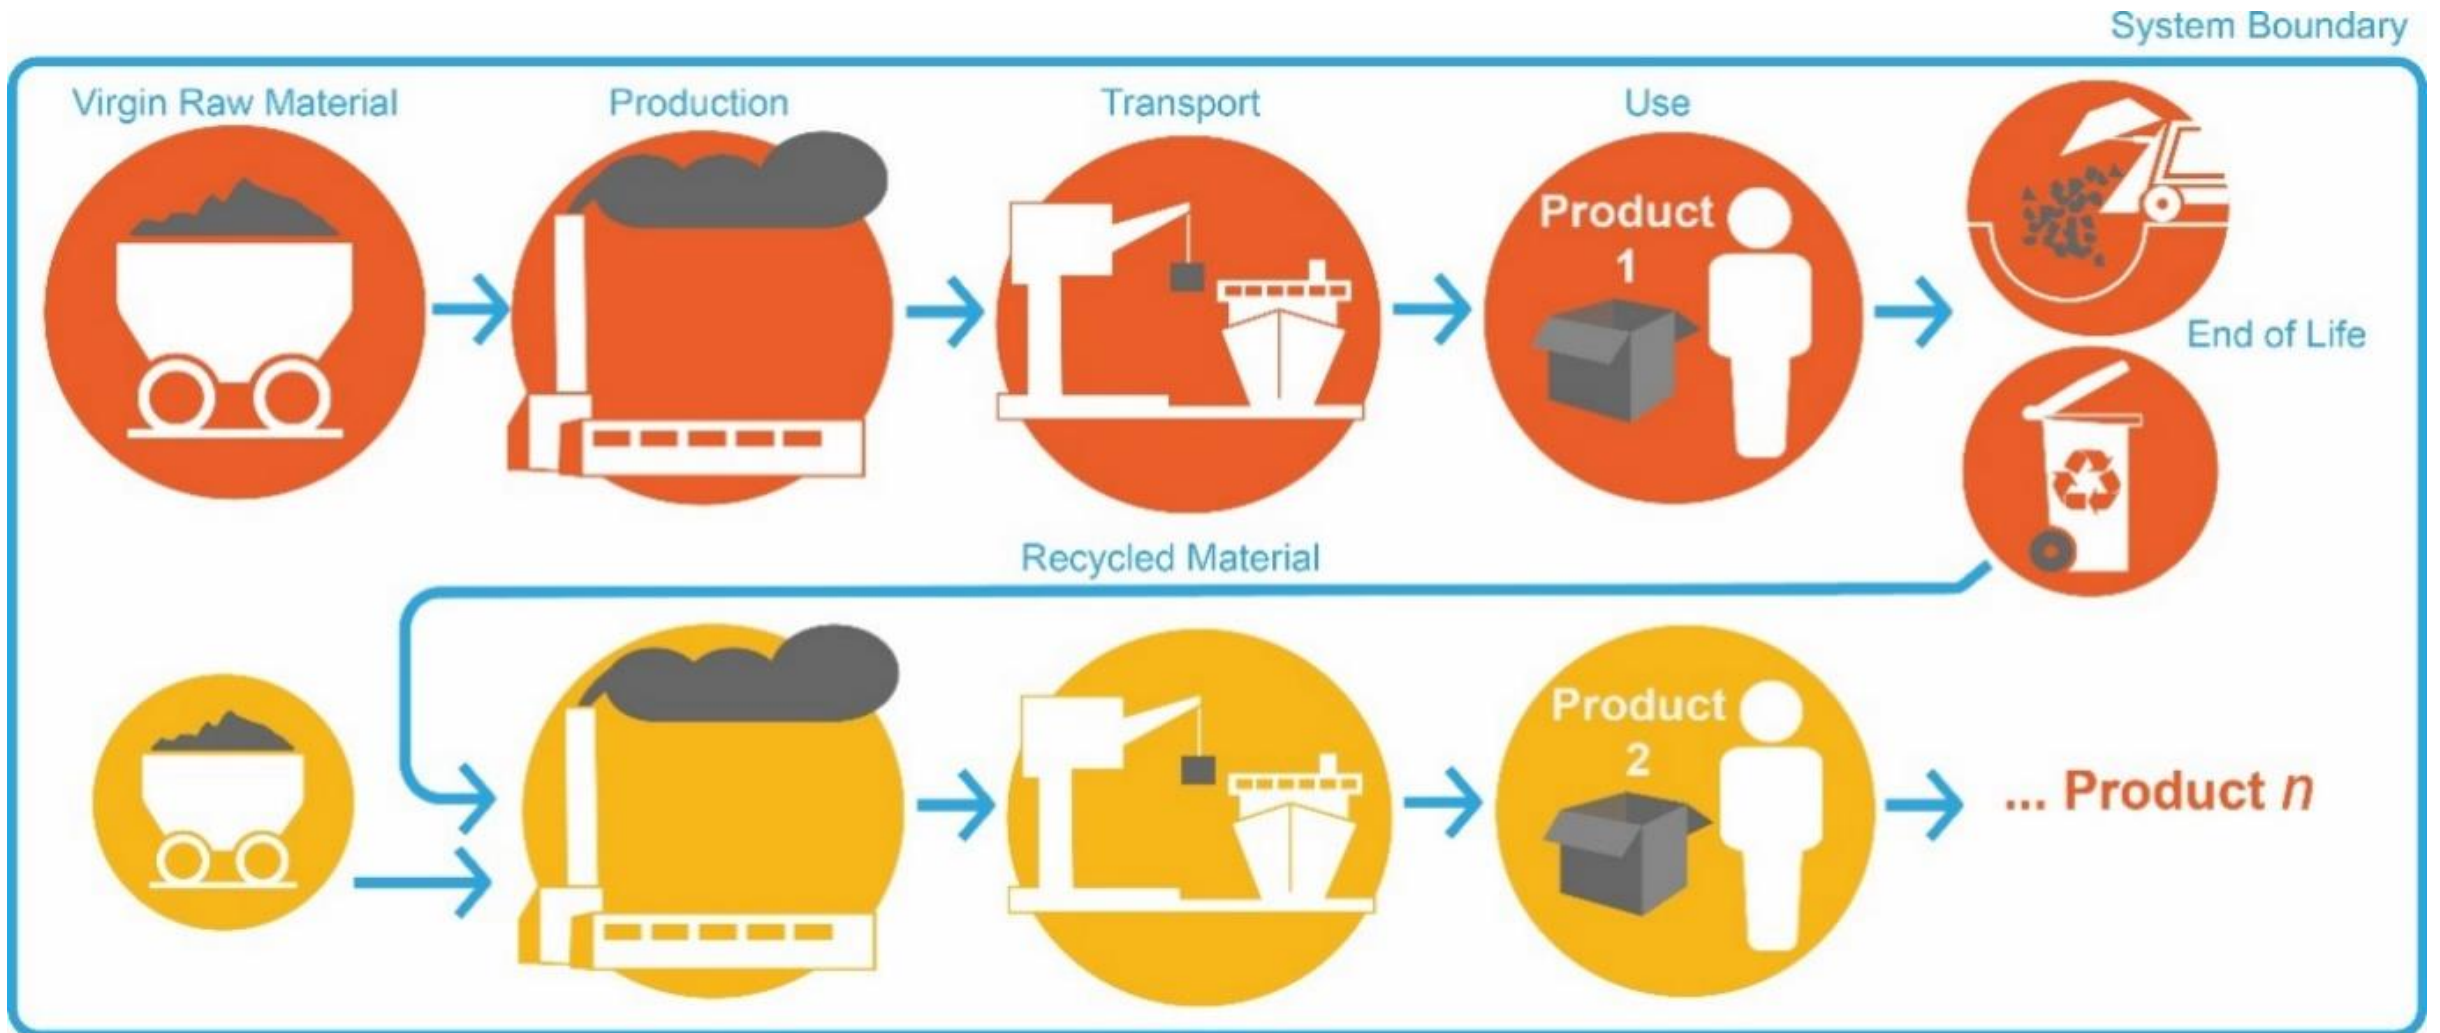 System Boundary
Virgin Raw Material
Production
Transport
Use
Product
1
End of Life
Recycled Material
Product
2
... Product n